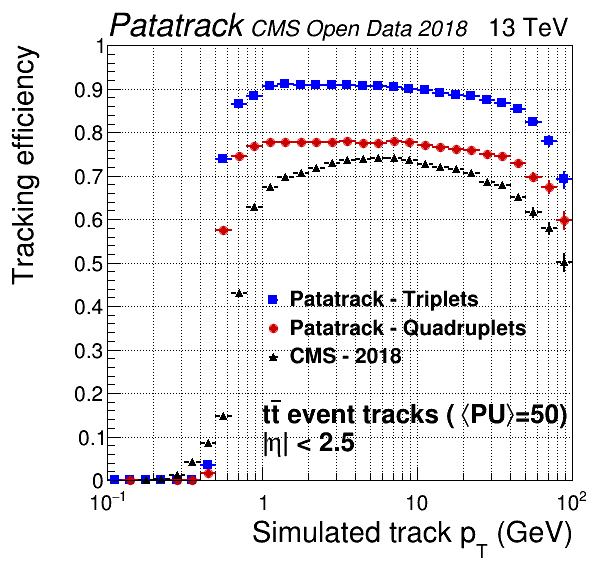 Patatrack CMS Open Data 2018 13 TeV
Tracking efficiency
1
0.9
0.8
0.7
0.6
0.5
0.4
0.3
0.2
0.1
0
Patatrack - Triplets
Patatrack - Quadruplets
CMS - 2018
tt̄ event tracks ( ⟨PU⟩=50)
|η| < 2.5
10⁻¹ 1 10 10²
Simulated track p_T (GeV)